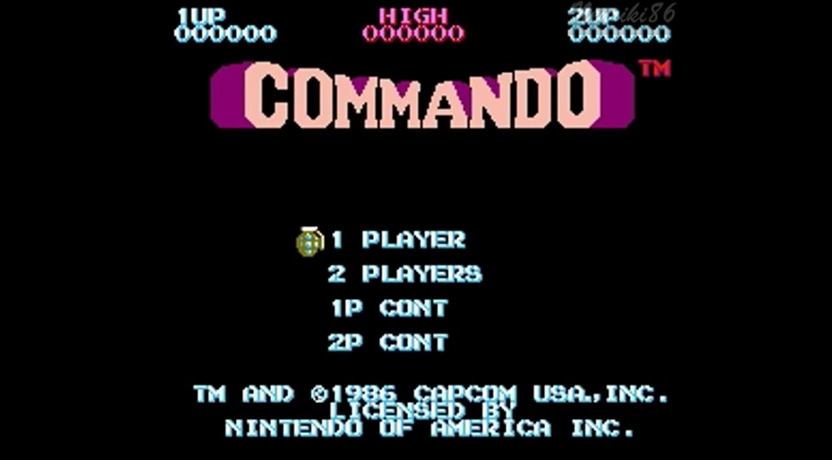 1UP HIGH 2UP
000000 000000 000000
COMMANDO TM
1 PLAYER
2 PLAYERS
1P CONT
2P CONT
TM AND ©1986 CAPCOM USA.,INC.
LICENSED BY
NINTENDO OF AMERICA INC.